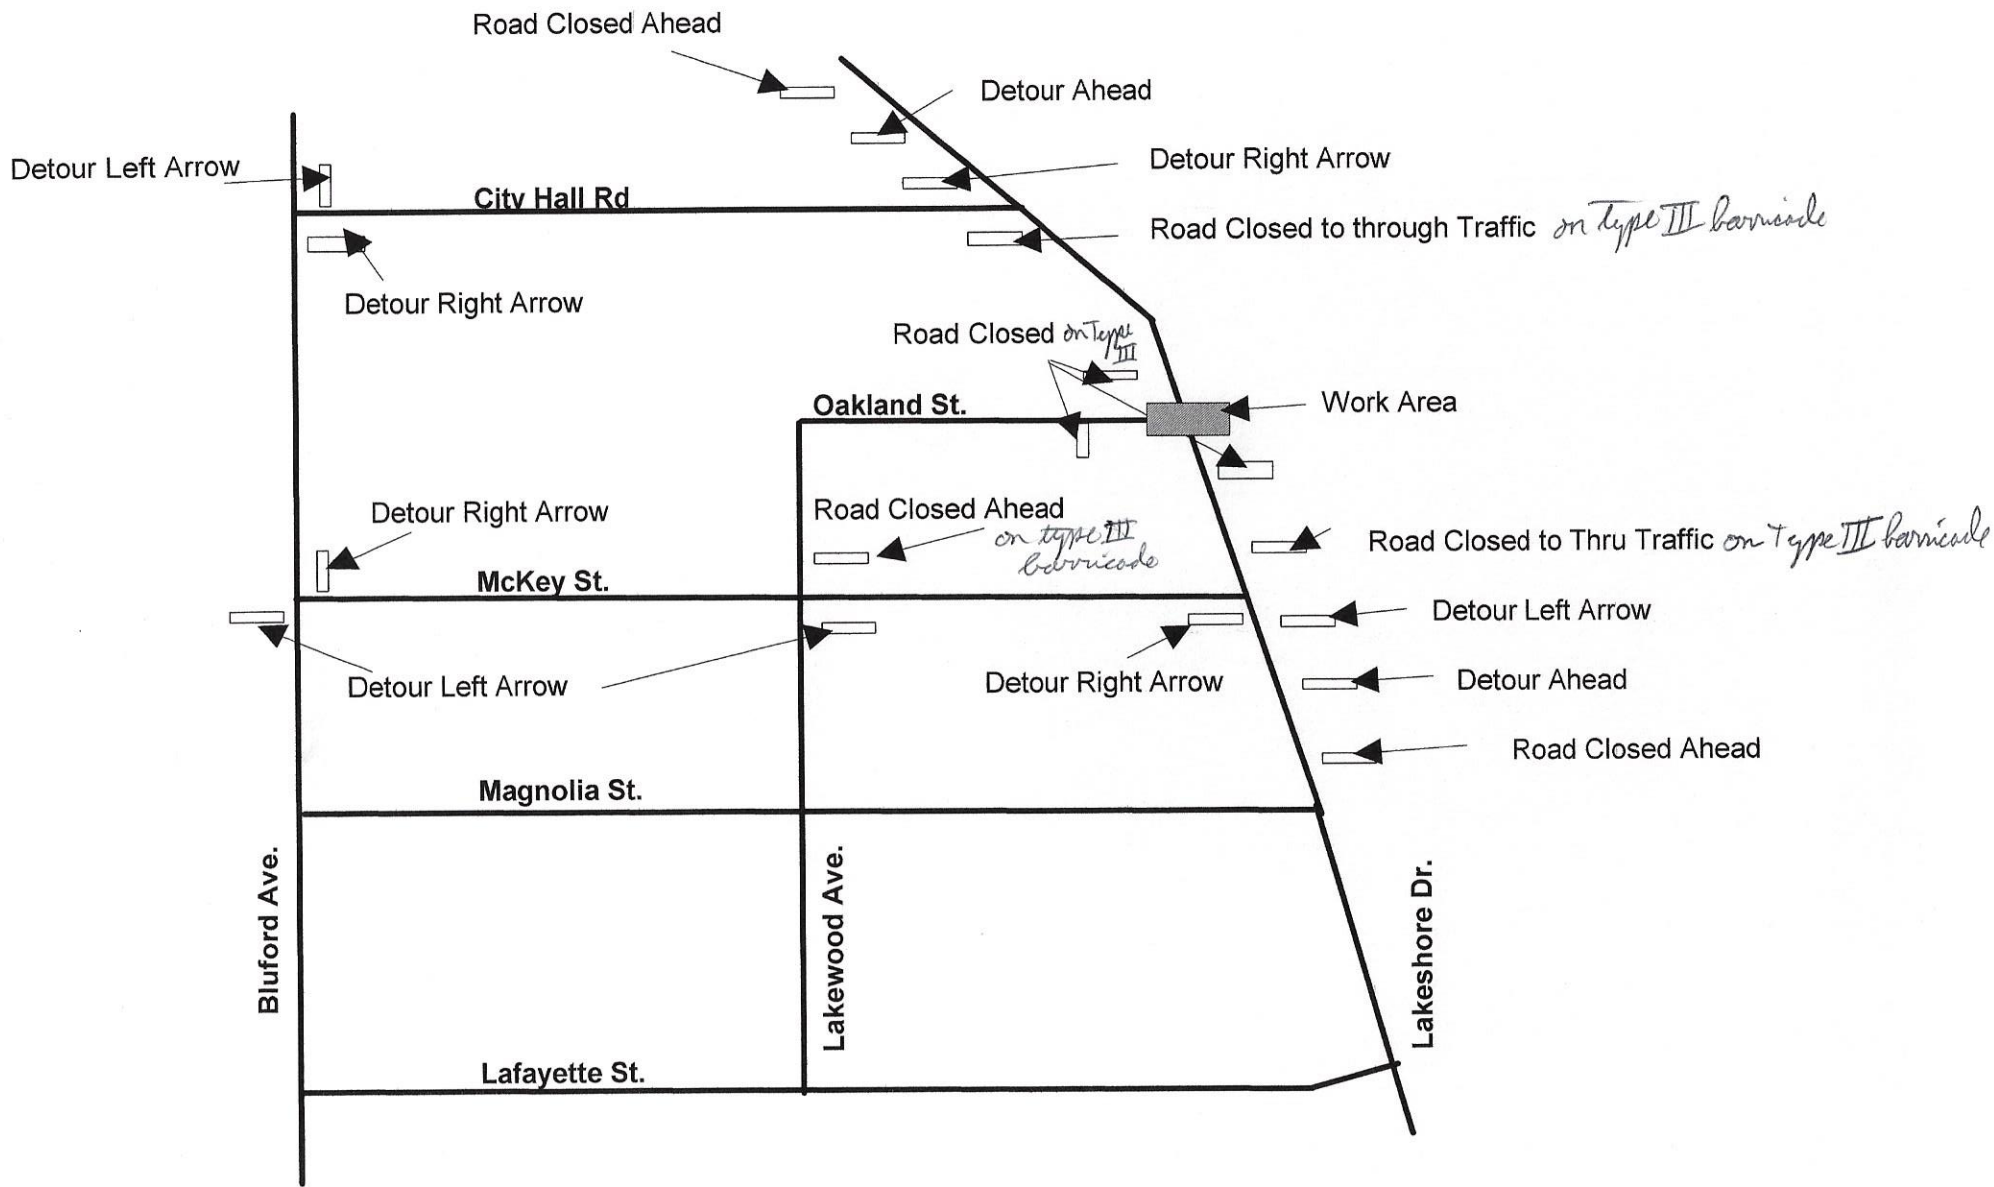 Road Closed Ahead
Detour Ahead
Detour Left Arrow
Detour Right Arrow
City Hall Rd
Road Closed to through Traffic on Type III barricade
Detour Right Arrow
Road Closed on Type III
Oakland St.
Work Area
Detour Right Arrow
Road Closed Ahead
on type III
barricade
Road Closed to Thru Traffic on Type III barricade
McKey St.
Detour Left Arrow
Detour Left Arrow
Detour Right Arrow
Detour Ahead
Road Closed Ahead
Magnolia St.
Bluford Ave.
Lakewood Ave.
Lakeshore Dr.
Lafayette St.